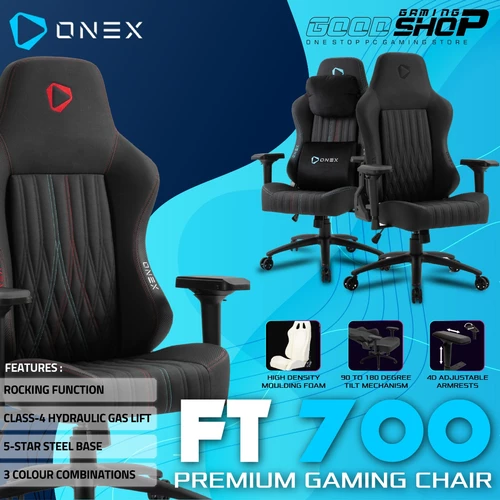 ONEX
GAMING
GOOD SHOP
ONE STOP PC GAMING STORE
ONEX
ONEX
FEATURES :
ROCKING FUNCTION
CLASS-4 HYDRAULIC GAS LIFT
5-STAR STEEL BASE
3 COLOUR COMBINATIONS
HIGH DENSITY
MOULDING FOAM
90 TO 180 DEGREE
TILT MECHANISM
4D ADJUSTABLE
ARMRESTS
FT 700
PREMIUM GAMING CHAIR